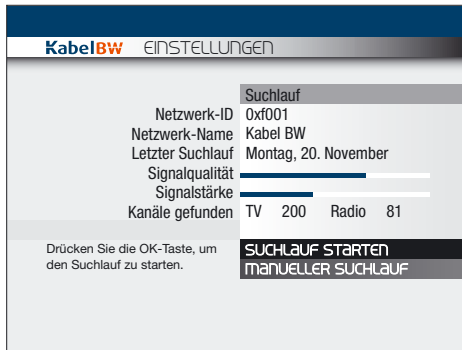 KabelBW EINSTELLUNGEN
Suchlauf
Netzwerk-ID 0xf001
Netzwerk-Name Kabel BW
Letzter Suchlauf Montag, 20. November
Signalqualität
Signalstärke
Kanäle gefunden TV 200 Radio 81
Drücken Sie die OK-Taste, um
den Suchlauf zu starten.
SUCHLAUF STARTEN
MANUELLER SUCHLAUF